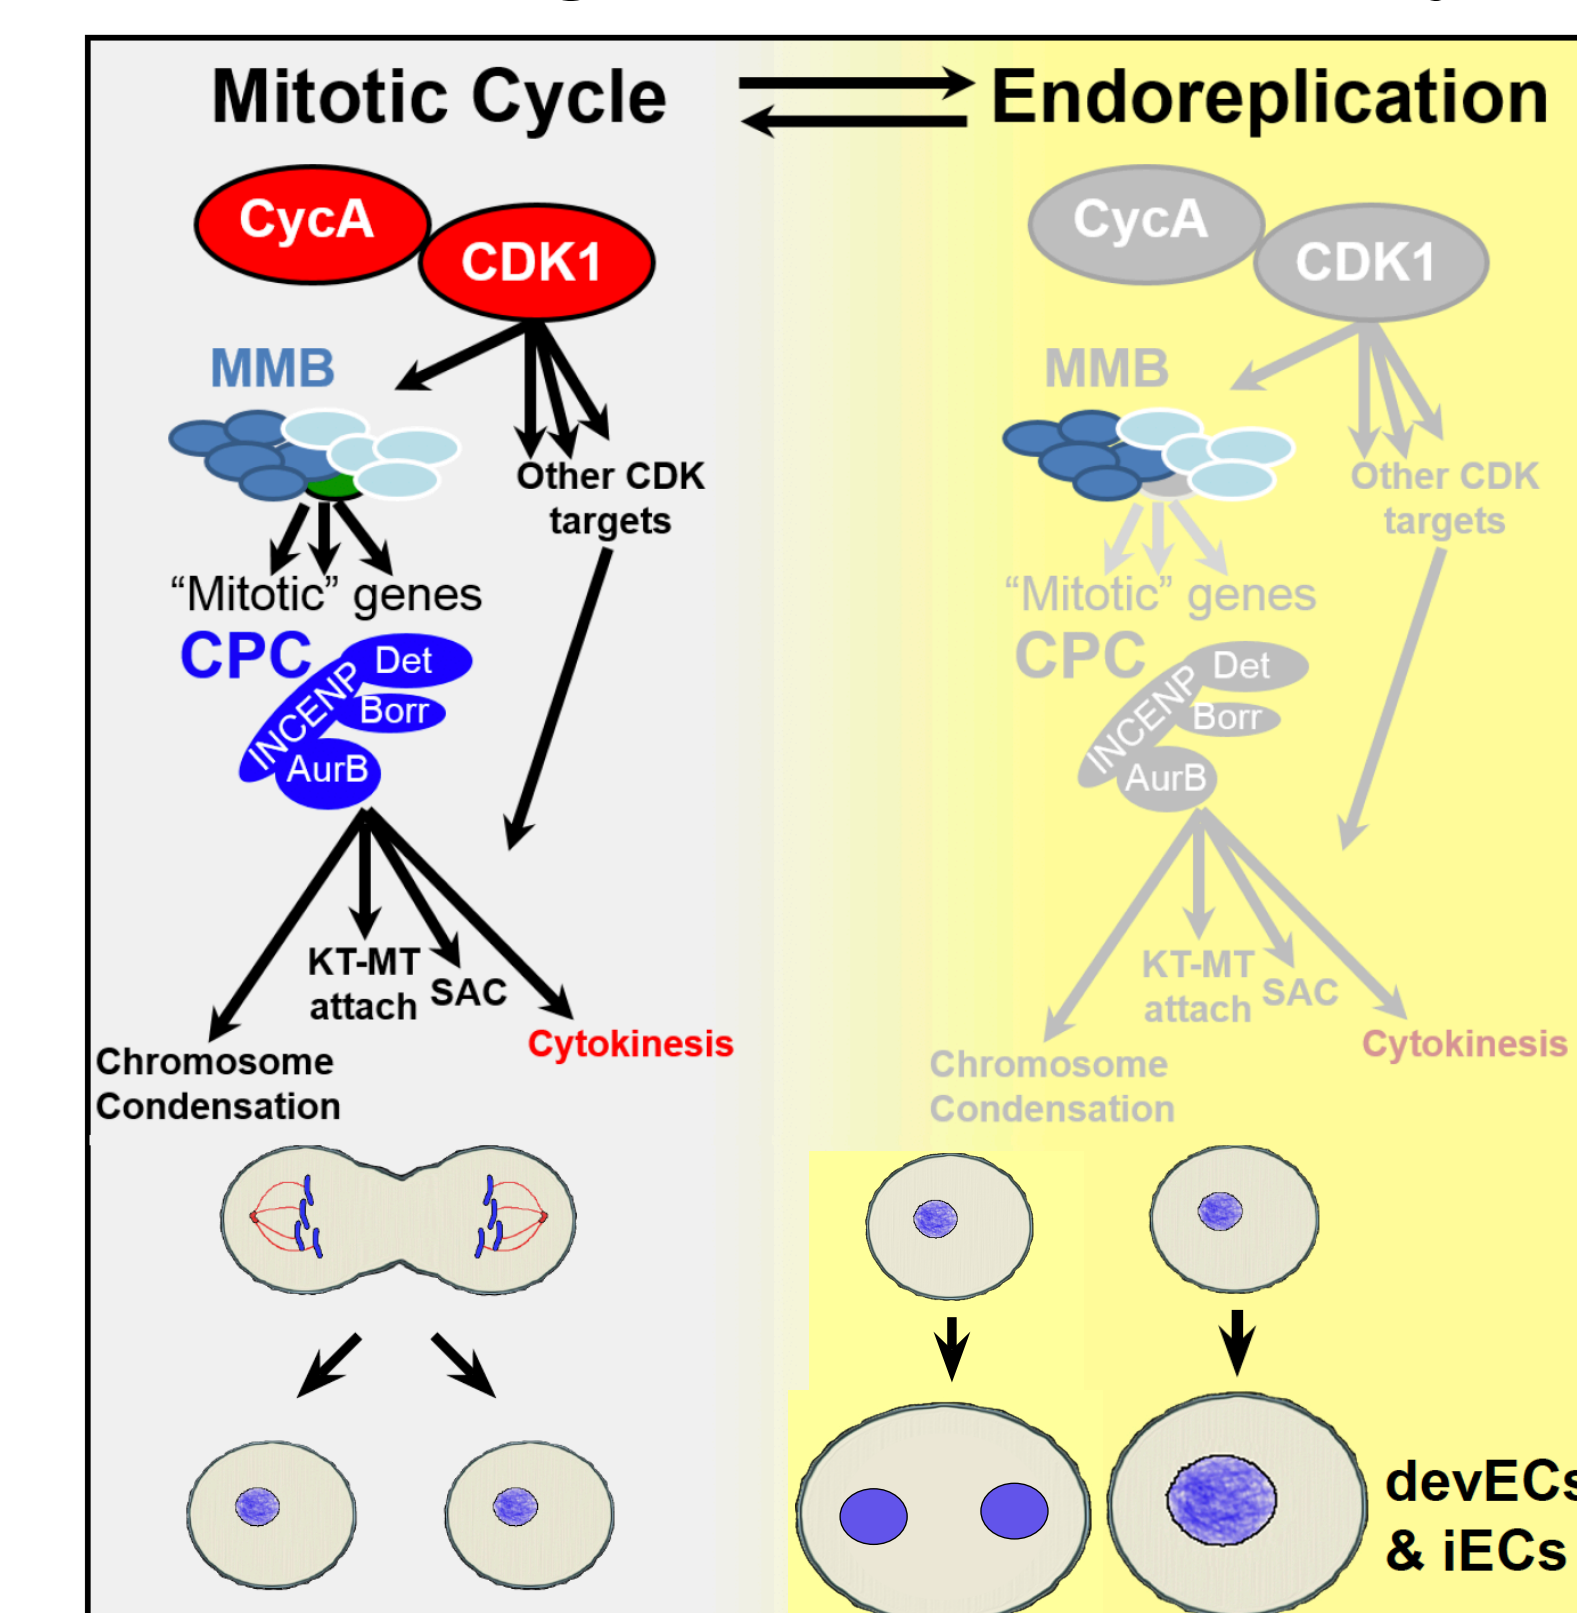 Mitotic Cycle
Endoreplication
CycA
CDK1
MMB
Other CDK
targets
“Mitotic” genes
CPC
Det
INCENP
Borr
AurB
KT-MT
attach
SAC
Cytokinesis
Chromosome
Condensation
CycA
CDK1
MMB
Other CDK
targets
“Mitotic” genes
CPC
Det
INCENP
Borr
AurB
KT-MT
attach
SAC
Cytokinesis
Chromosome
Condensation
devECs
& iECs